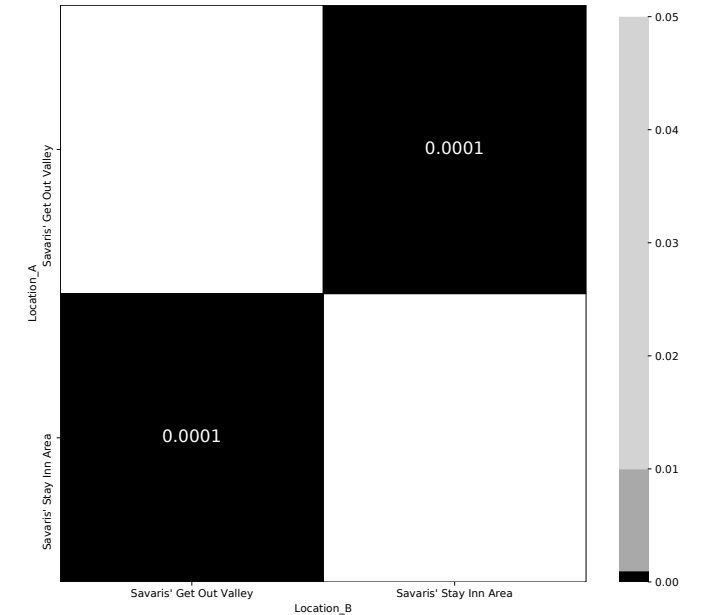 Location_A
Savaris' Get Out Valley
Savaris' Stay Inn Area
0.0001
0.0001
Savaris' Get Out Valley
Savaris' Stay Inn Area
Location_B
0.05
0.04
0.03
0.02
0.01
0.00